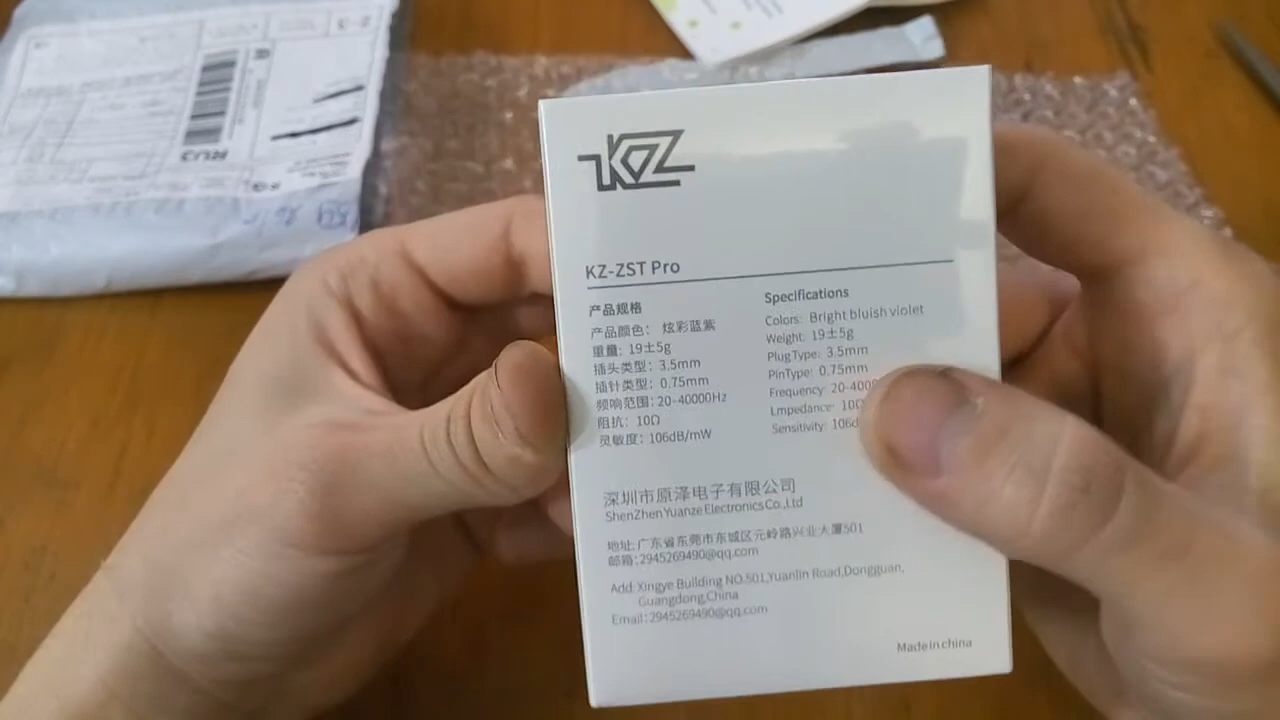 KZ
KZ-ZST Pro
产品规格
产品颜色: 炫彩蓝紫
重量: 19±5g
插头类型: 3.5mm
插针类型: 0.75mm
频响范围: 20-40000Hz
阻抗: 10Ω
灵敏度: 106dB/mW
Specifications
Colors: Bright bluish violet
Weight: 19±5g
Plug Type: 3.5mm
PinType: 0.75mm
Frequency: 20-4000
Lmpedance: 10Ω
Sensitivity: 106d
深圳市原泽电子有限公司
ShenZhen Yuanze Electronics Co.,Ltd
地址: 广东省东莞市东城区元岭路兴业大厦501
邮箱:2945269490@qq.com
Add: Xingye Building NO.501,Yuanlin Road,Dongguan,
Guangdong,China
Email:2945269490@qq.com
Made in china
RU3